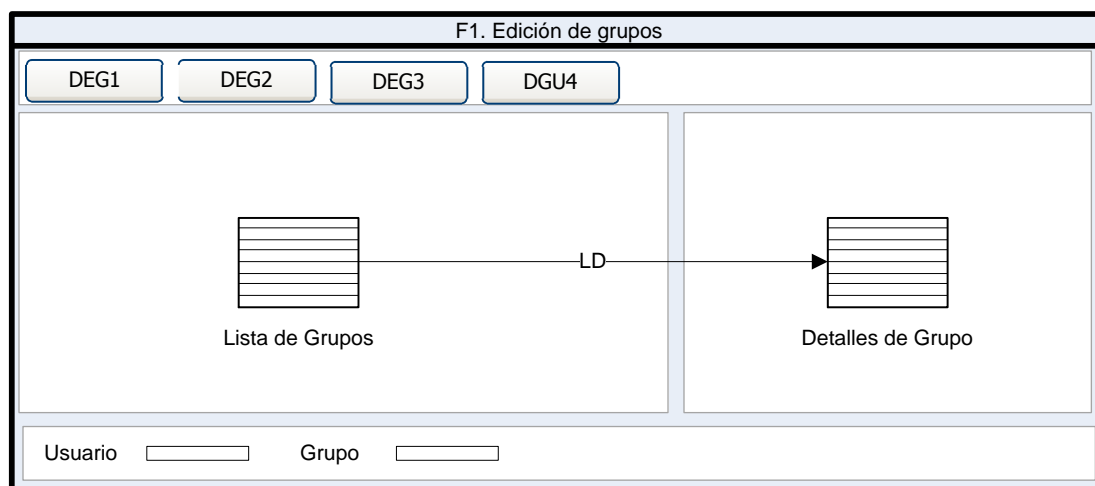 F1. Edición de grupos
DEG1 DEG2 DEG3 DGU4
LD
Lista de Grupos Detalles de Grupo
Usuario Grupo